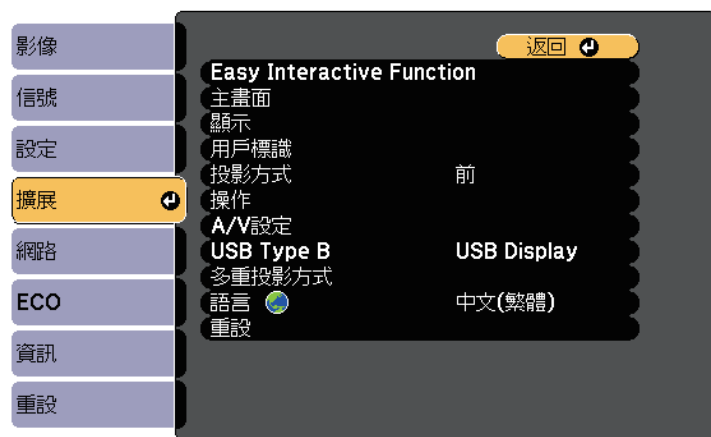 影像
信號
設定
擴展
網路
ECO
資訊
重設
返回
Easy Interactive Function
主畫面
顯示
用戶標識
投影方式 前
操作
A/V設定
USB Type B USB Display
多重投影方式
語言 中文(繁體)
重設